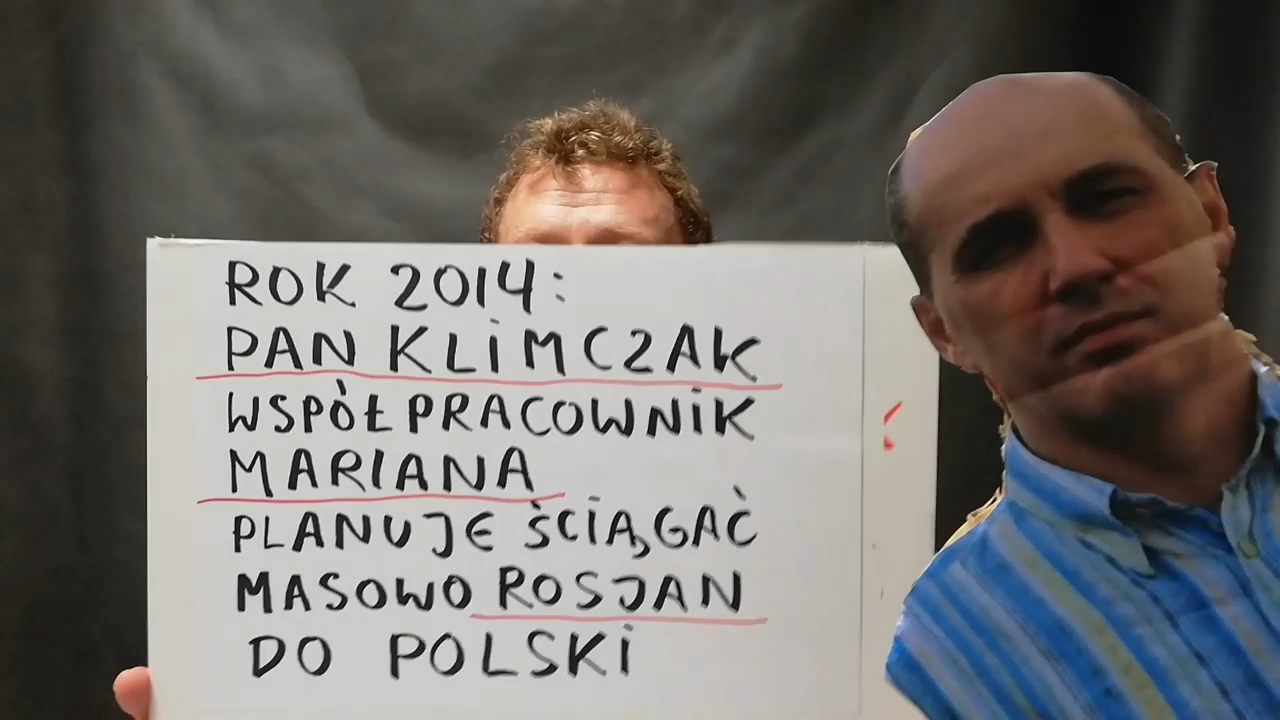 ROK 2014:
PAN KLIMCZAK
WSPÓŁPRACOWNIK
MARIANA
PLANUJE ŚCIĄGAĆ
MASOWO ROSJAN
DO POLSKI